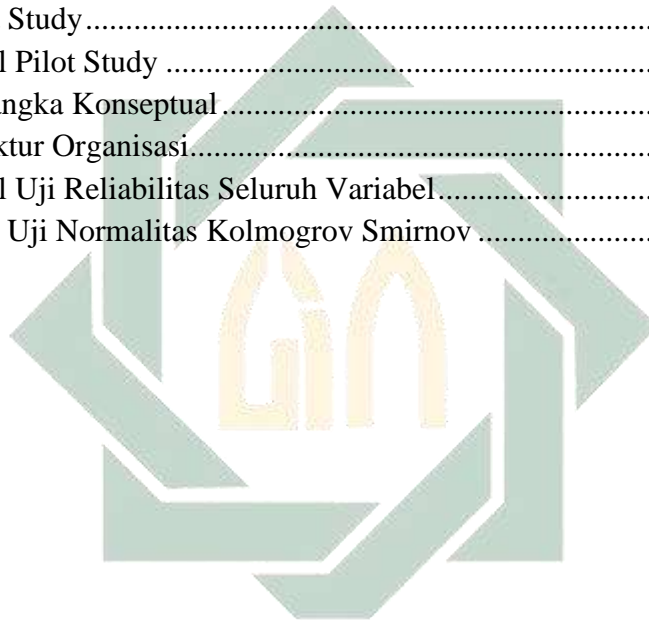 Study....................................................................................
l Pilot Study .........................................................................
ngka Konseptual................................................................
ktur Organisasi.....................................................................
l Uji Reliabilitas Seluruh Variabel................................
Uji Normalitas Kolmogrov Smirnov .........................